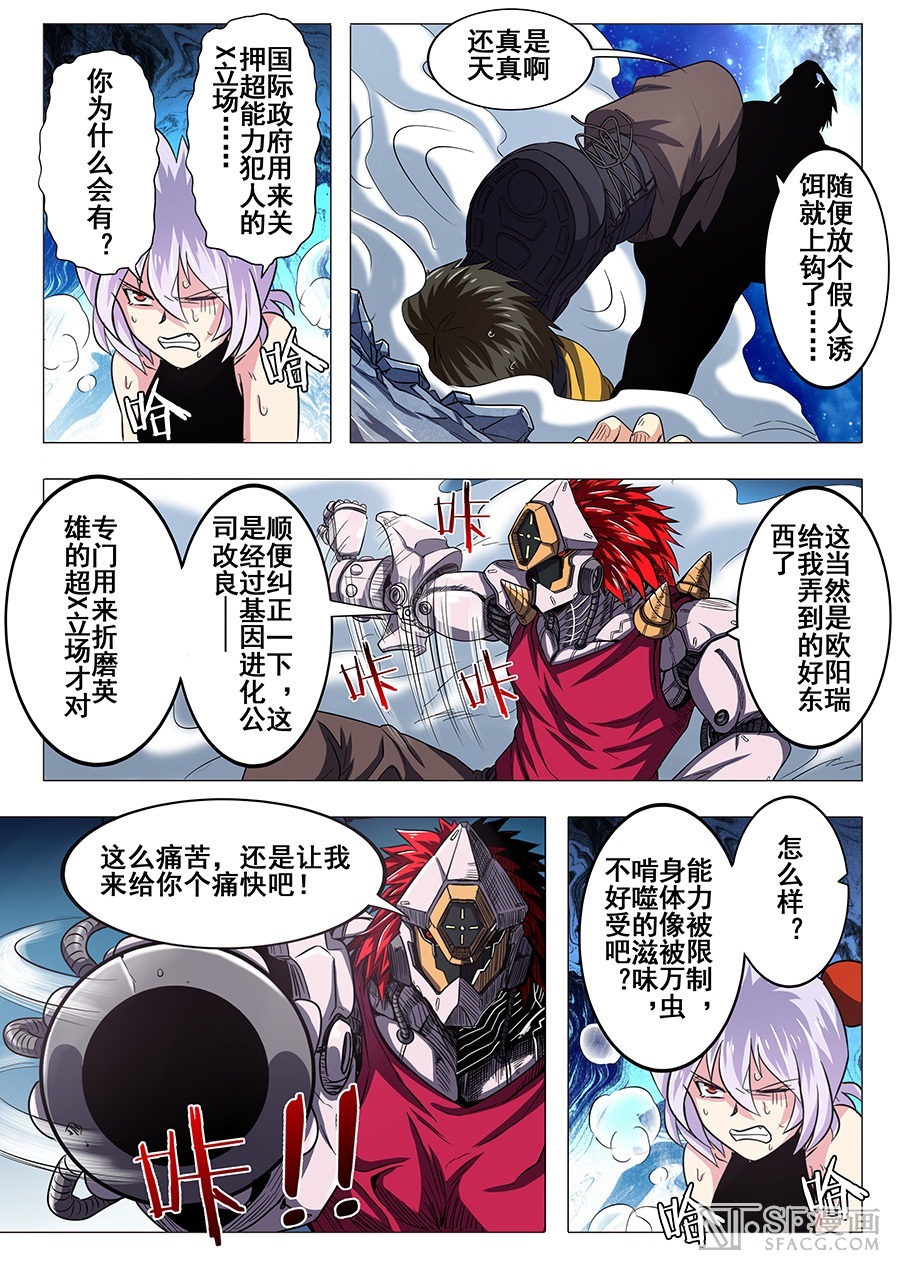 随便放个假人诱
饵就上钩了……
还真是
天真啊
国际政府用来关
押超能力犯人的
X立场……
你为什么会有?
哈
哈
这当然是欧阳瑞
给我弄到的好东
西了
咔
咔
咔
顺便纠正一下,这
是经过基因进化公
司改良——
专门用来折磨英
雄的超X立场才对
怎么样?
能力被限制,
身体像被万虫
啃噬的滋味,
不好受吧?
哈
哈
这么痛苦,还是让我
来给你个痛快吧!
咔!!
SF漫画
SFACG.COM